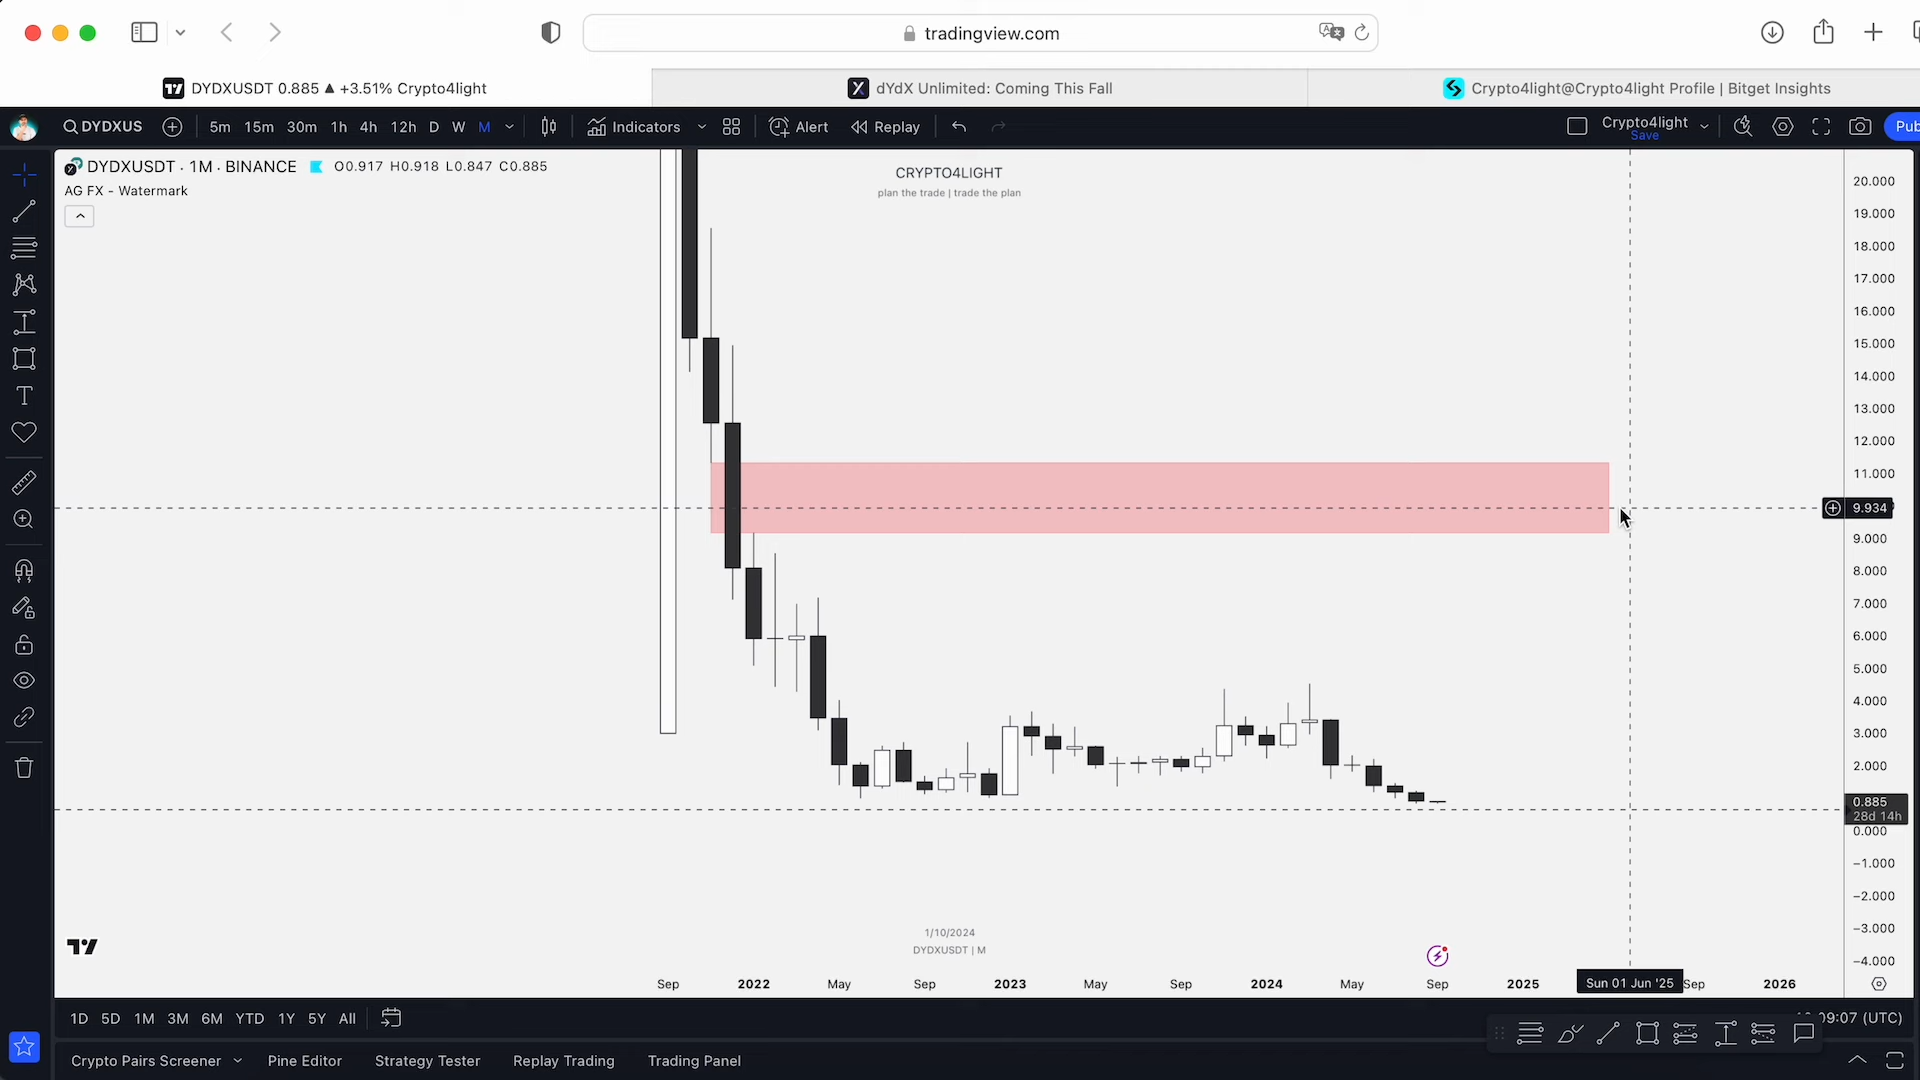 tradingview.com
DYDXUSDT 0.885 ▲ +3.51% Crypto4light
dYdX Unlimited: Coming This Fall
Crypto4light@Crypto4light Profile | Bitget Insights
DYDXUS
5m 15m 30m 1h 4h 12h D W M
Indicators
Alert
Replay
Crypto4light
Save
Pub
DYDXUSDT · 1M · BINANCE
O0.917 H0.918 L0.847 C0.885
AG FX - Watermark
CRYPTO4LIGHT
plan the trade | trade the plan
20.000
19.000
18.000
17.000
16.000
15.000
14.000
13.000
12.000
11.000
9.934
9.000
8.000
7.000
6.000
5.000
4.000
3.000
2.000
0.885
28d 14h
0.000
−1.000
−2.000
−3.000
−4.000
1/10/2024
DYDXUSDT | M
Sep 2022 May Sep 2023 May Sep 2024 May Sep 2025 Sun 01 Jun '25 Sep 2026
1D 5D 1M 3M 6M YTD 1Y 5Y All
09:07 (UTC)
Crypto Pairs Screener
Pine Editor
Strategy Tester
Replay Trading
Trading Panel